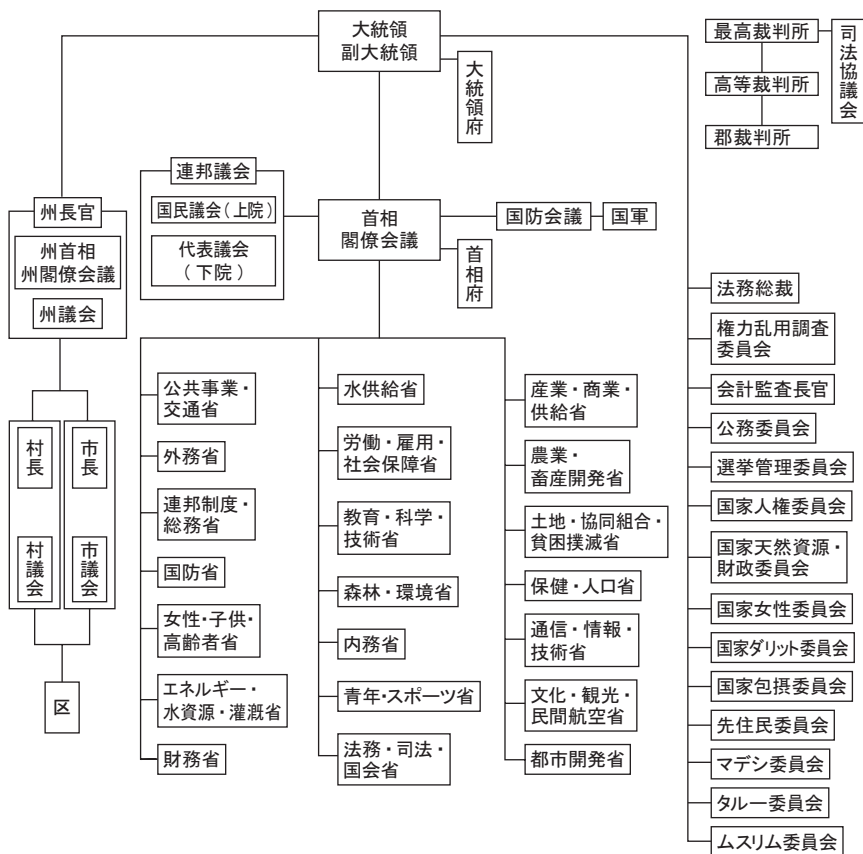 大統領
副大統領
大統領府
最高裁判所
高等裁判所
郡裁判所
司法協議会
連邦議会
国民議会(上院)
代表議会
(下院)
首相
閣僚会議
首相府
国防会議
国軍
州長官
州首相
州閣僚会議
州議会
村長
村議会
市長
市議会
区
公共事業・
交通省
外務省
連邦制度・
総務省
国防省
女性・子供・
高齢者省
エネルギー・
水資源・灌漑省
財務省
水供給省
労働・雇用・
社会保障省
教育・科学・
技術省
森林・環境省
内務省
青年・スポーツ省
法務・司法・
国会省
産業・商業・
供給省
農業・
畜産開発省
土地・協同組合・
貧困撲滅省
保健・人口省
通信・情報・
技術省
文化・観光・
民間航空省
都市開発省
法務総裁
権力乱用調査
委員会
会計監査長官
公務委員会
選挙管理委員会
国家人権委員会
国家天然資源・
財政委員会
国家女性委員会
国家ダリット委員会
国家包摂委員会
先住民委員会
マデシ委員会
タルー委員会
ムスリム委員会